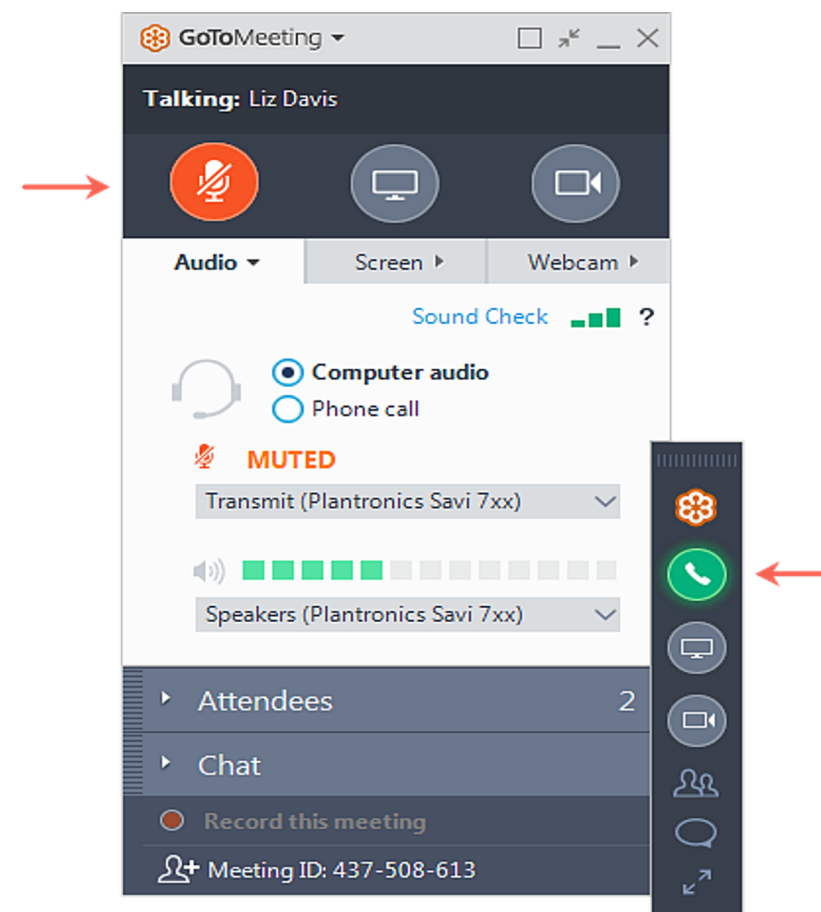 GoToMeeting
Talking: Liz Davis
Audio Screen Webcam
Sound Check ?
Computer audio
Phone call
MUTED
Transmit (Plantronics Savi 7xx)
Speakers (Plantronics Savi 7xx)
Attendees 2
Chat
Record this meeting
Meeting ID: 437-508-613